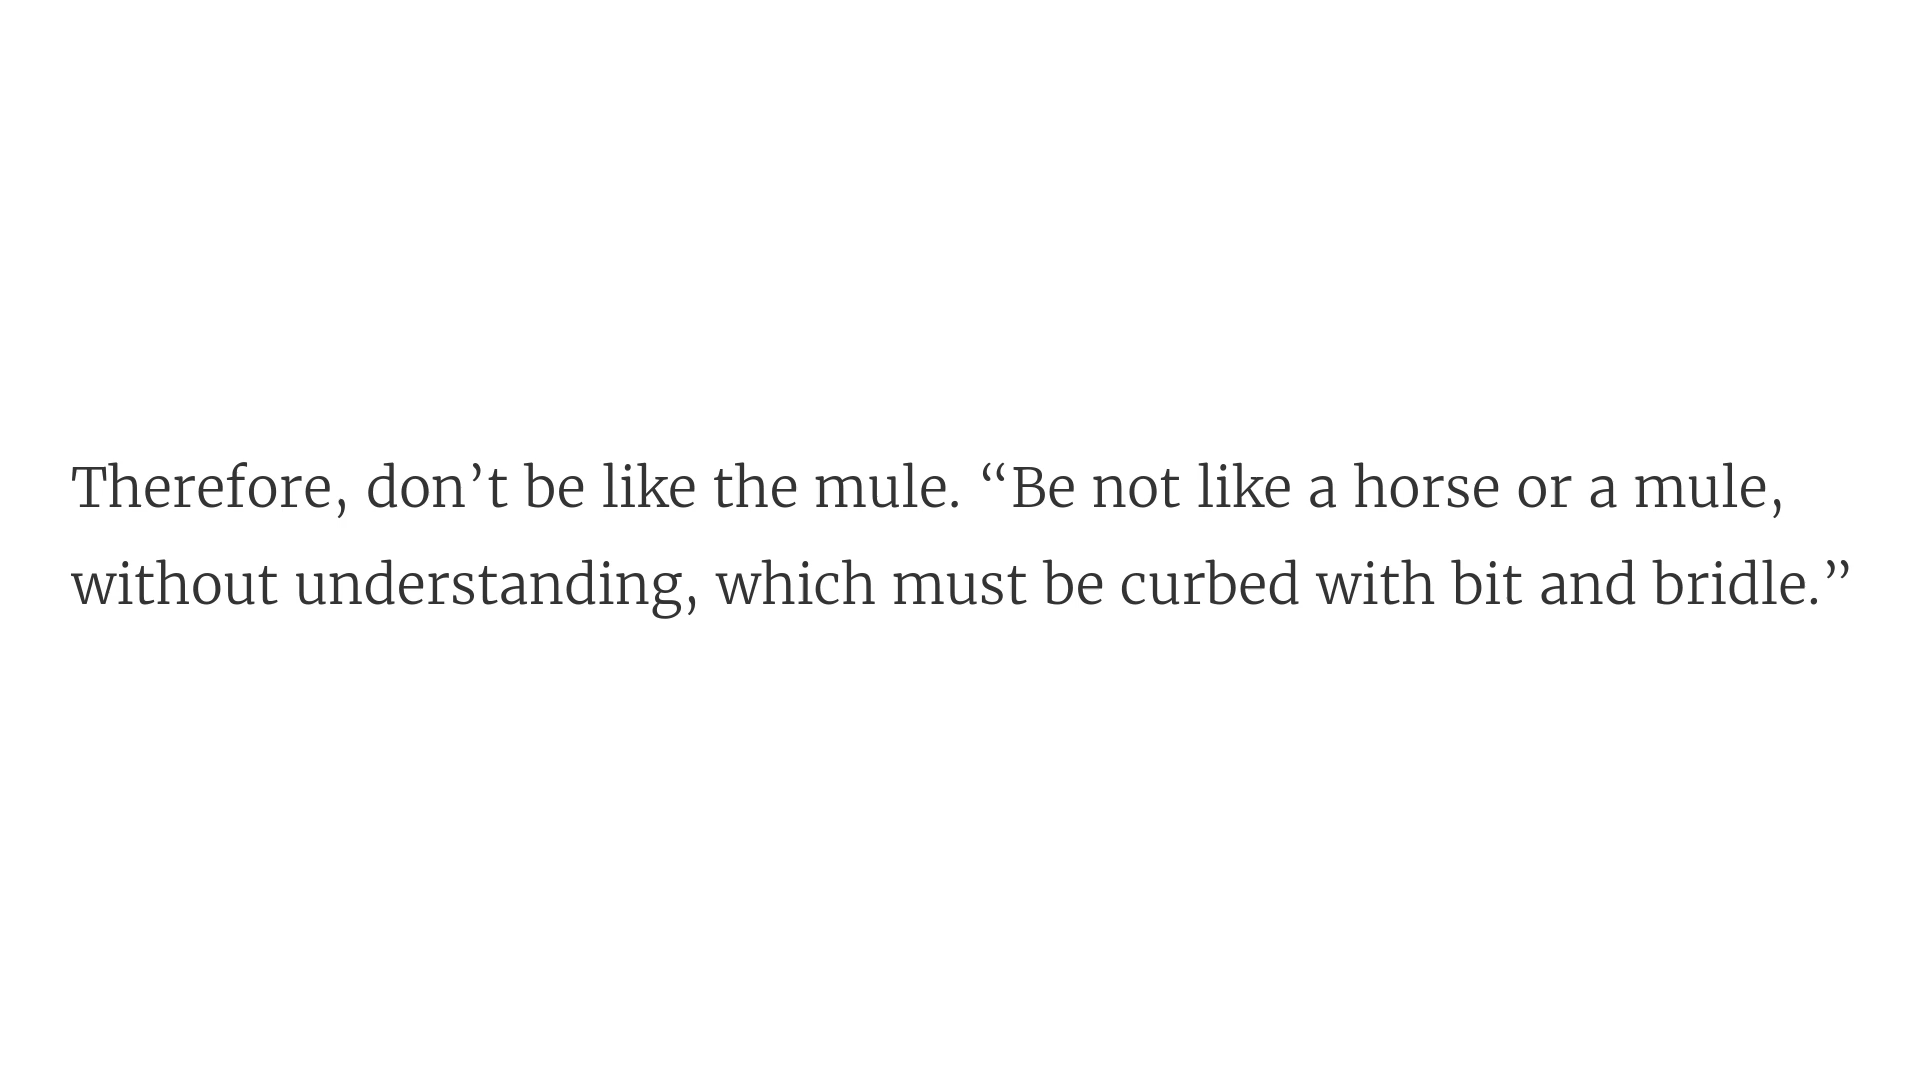 Therefore, don’t be like the mule. “Be not like a horse or a mule,
without understanding, which must be curbed with bit and bridle.”